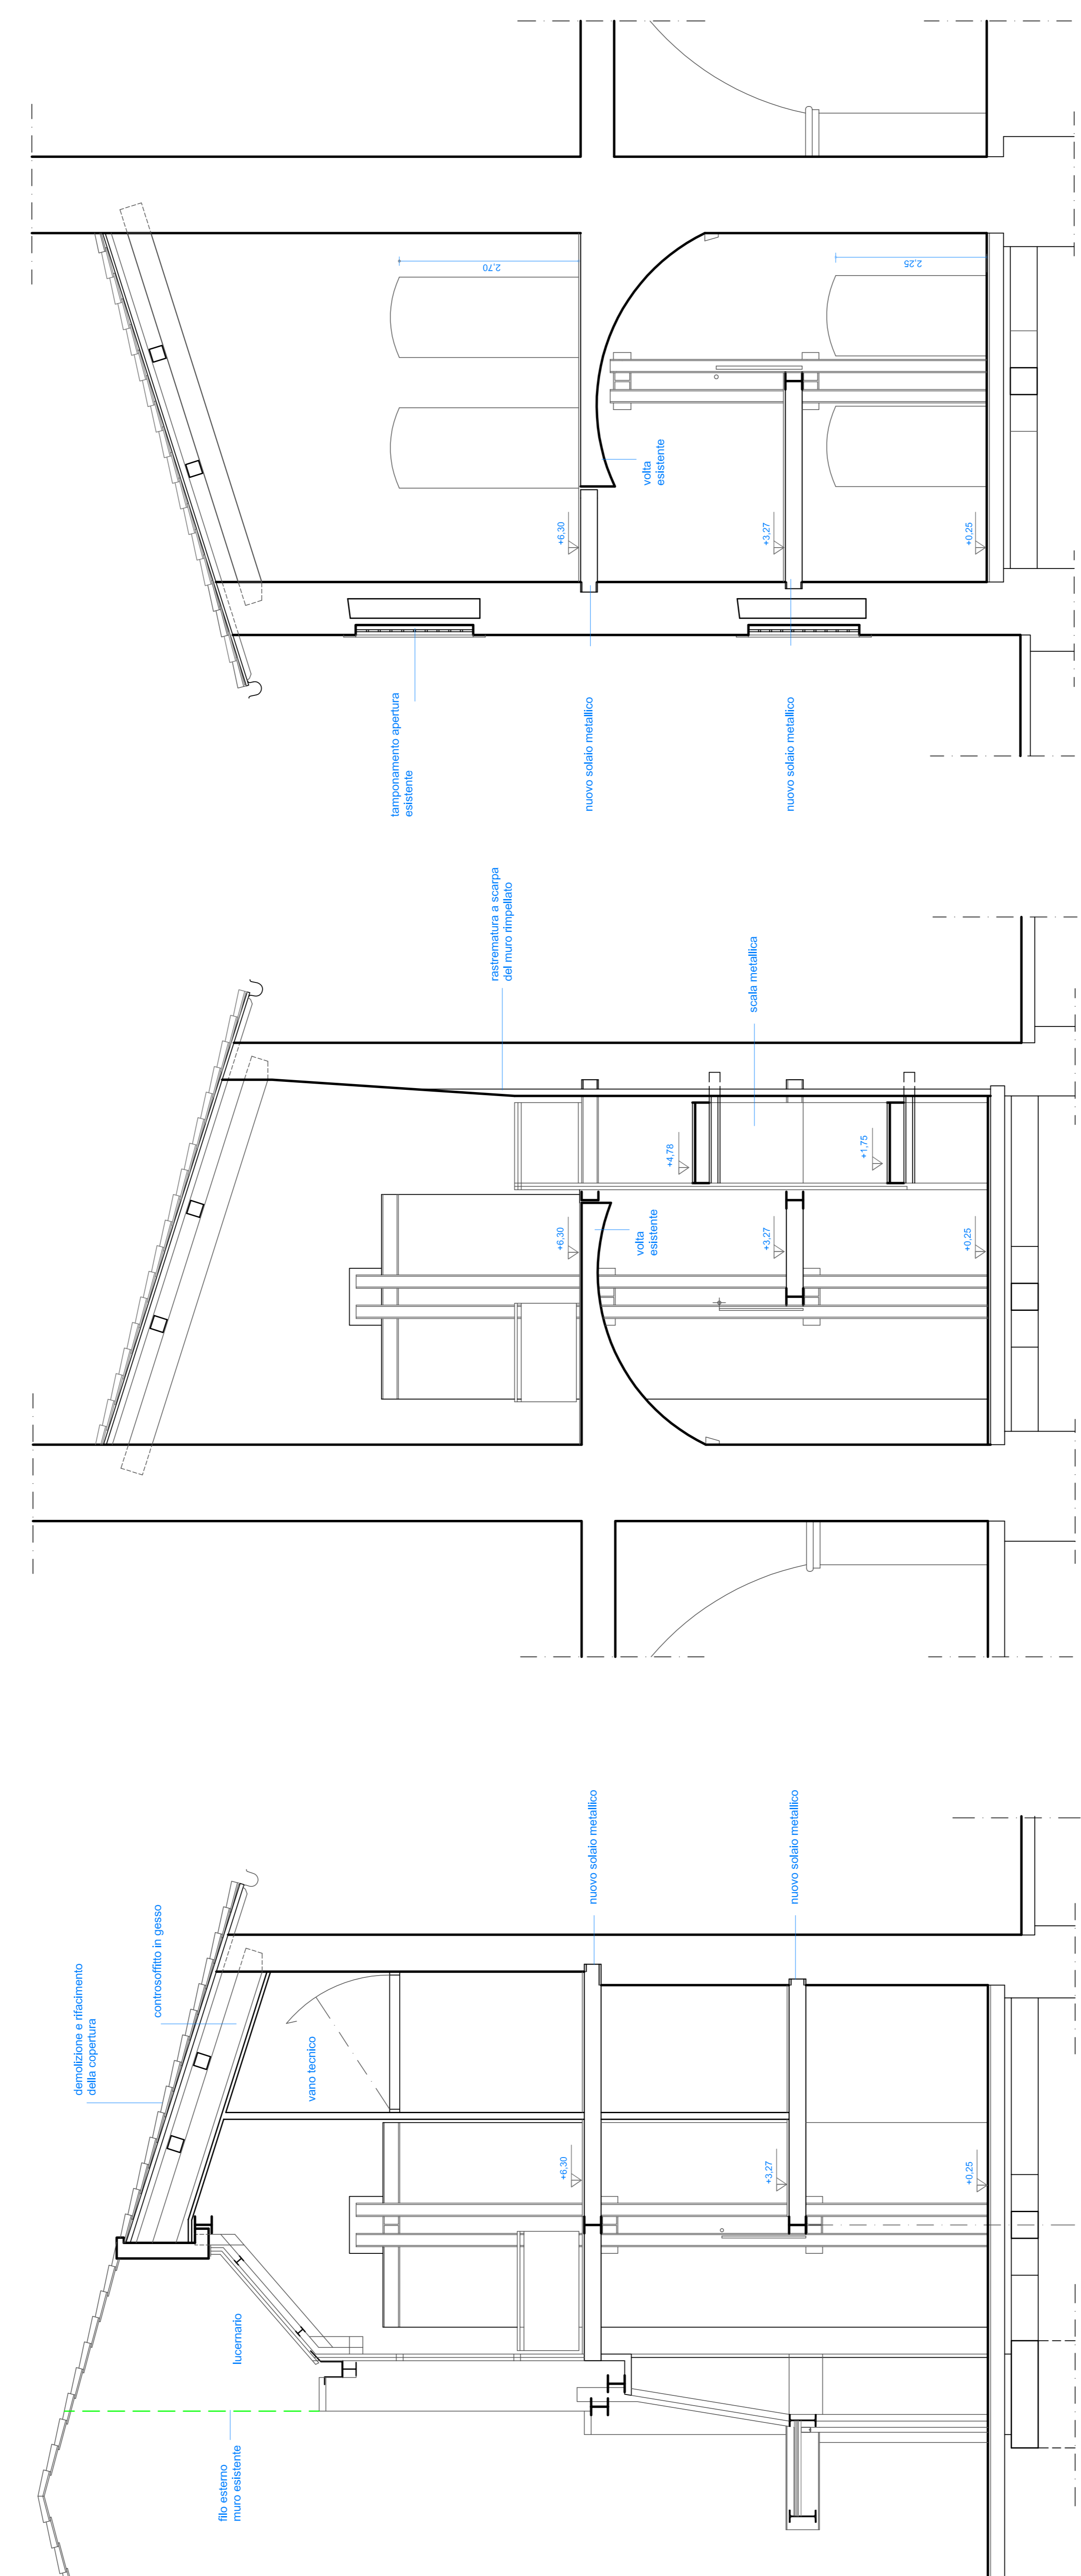 2,70
2,25
volta
esistente
+6,30
+3,27
+0,25
tamponamento apertura
esistente
nuovo solaio metallico
nuovo solaio metallico
rastrematura a scarpa
del muro rimpellato
scala metallica
+4,78
+1,75
+6,30
volta
esistente
+3,27
+0,25
nuovo solaio metallico
nuovo solaio metallico
demolizione e rifacimento
della copertura
controsoffitto in gesso
vano tecnico
+6,30
+3,27
+0,25
lucernario
filo esterno
muro esistente